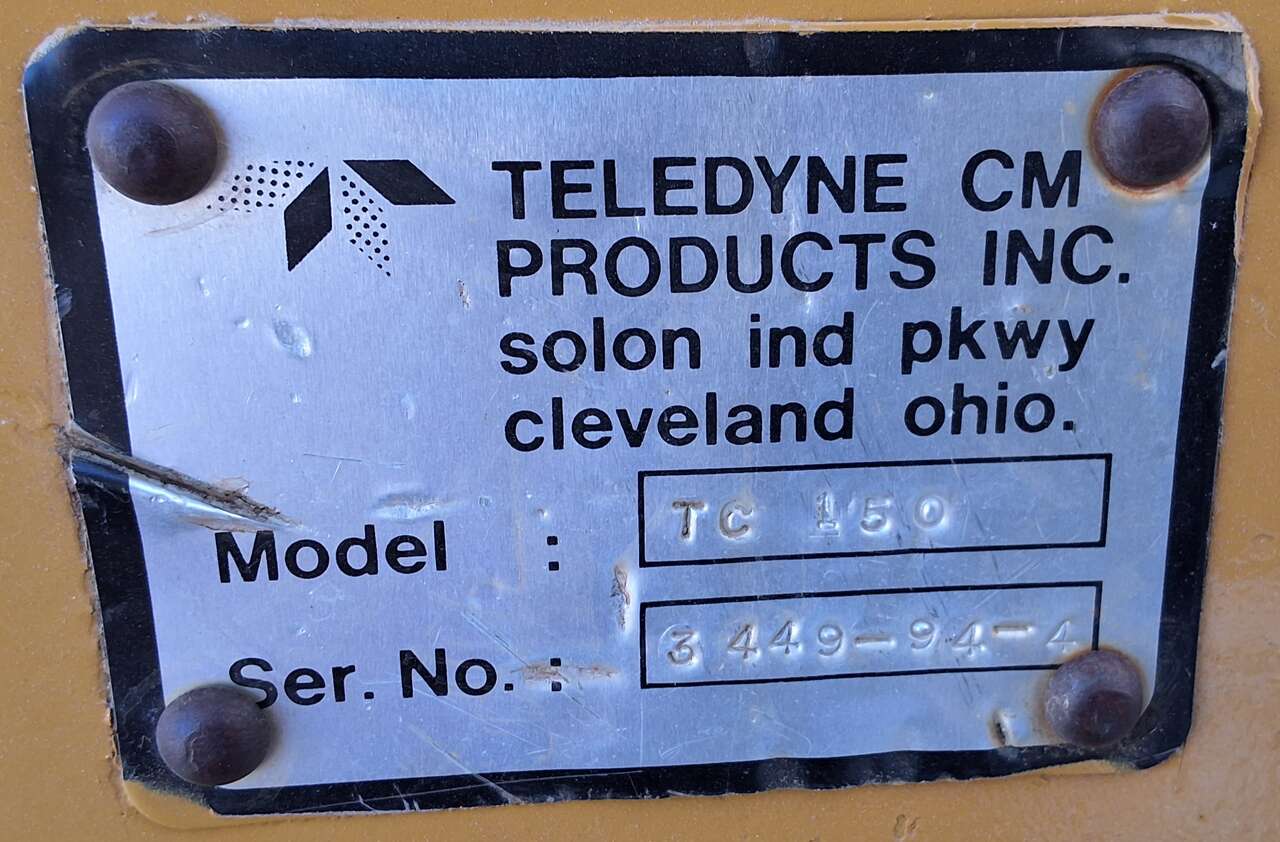 TELEDYNE CM
PRODUCTS INC.
solon ind pkwy
cleveland ohio.
Model : TC 150
Ser. No. : 3449-94-4